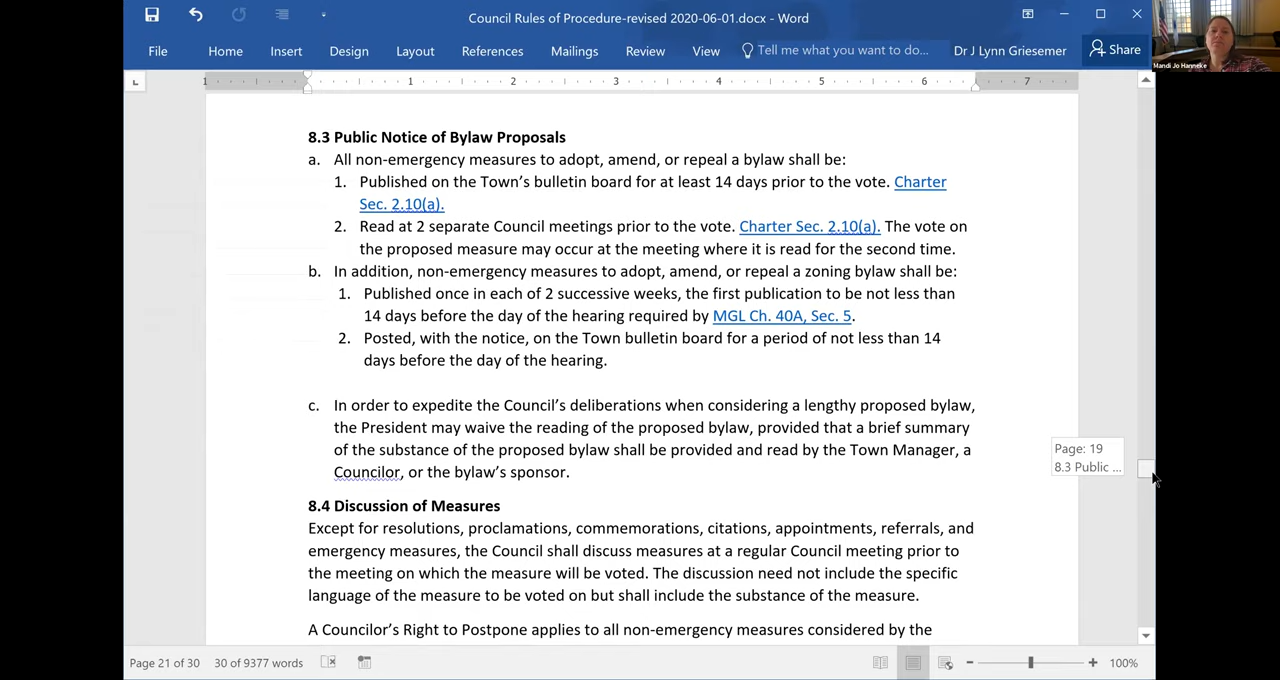 Council Rules of Procedure-revised 2020-06-01.docx - Word
File Home Insert Design Layout References Mailings Review View Tell me what you want to do... Dr J Lynn Griesemer Share
Mandi Jo Hanneke
1 1 2 3 4 5 6 7
8.3 Public Notice of Bylaw Proposals
a. All non-emergency measures to adopt, amend, or repeal a bylaw shall be:
1. Published on the Town's bulletin board for at least 14 days prior to the vote. Charter
Sec. 2.10(a).
2. Read at 2 separate Council meetings prior to the vote. Charter Sec. 2.10(a). The vote on
the proposed measure may occur at the meeting where it is read for the second time.
b. In addition, non-emergency measures to adopt, amend, or repeal a zoning bylaw shall be:
1. Published once in each of 2 successive weeks, the first publication to be not less than
14 days before the day of the hearing required by MGL Ch. 40A, Sec. 5.
2. Posted, with the notice, on the Town bulletin board for a period of not less than 14
days before the day of the hearing.
c. In order to expedite the Council's deliberations when considering a lengthy proposed bylaw,
the President may waive the reading of the proposed bylaw, provided that a brief summary
of the substance of the proposed bylaw shall be provided and read by the Town Manager, a
Councilor, or the bylaw's sponsor.
Page: 19
8.3 Public ...
8.4 Discussion of Measures
Except for resolutions, proclamations, commemorations, citations, appointments, referrals, and
emergency measures, the Council shall discuss measures at a regular Council meeting prior to
the meeting on which the measure will be voted. The discussion need not include the specific
language of the measure to be voted on but shall include the substance of the measure.
A Councilor's Right to Postpone applies to all non-emergency measures considered by the
Page 21 of 30 30 of 9377 words 100%